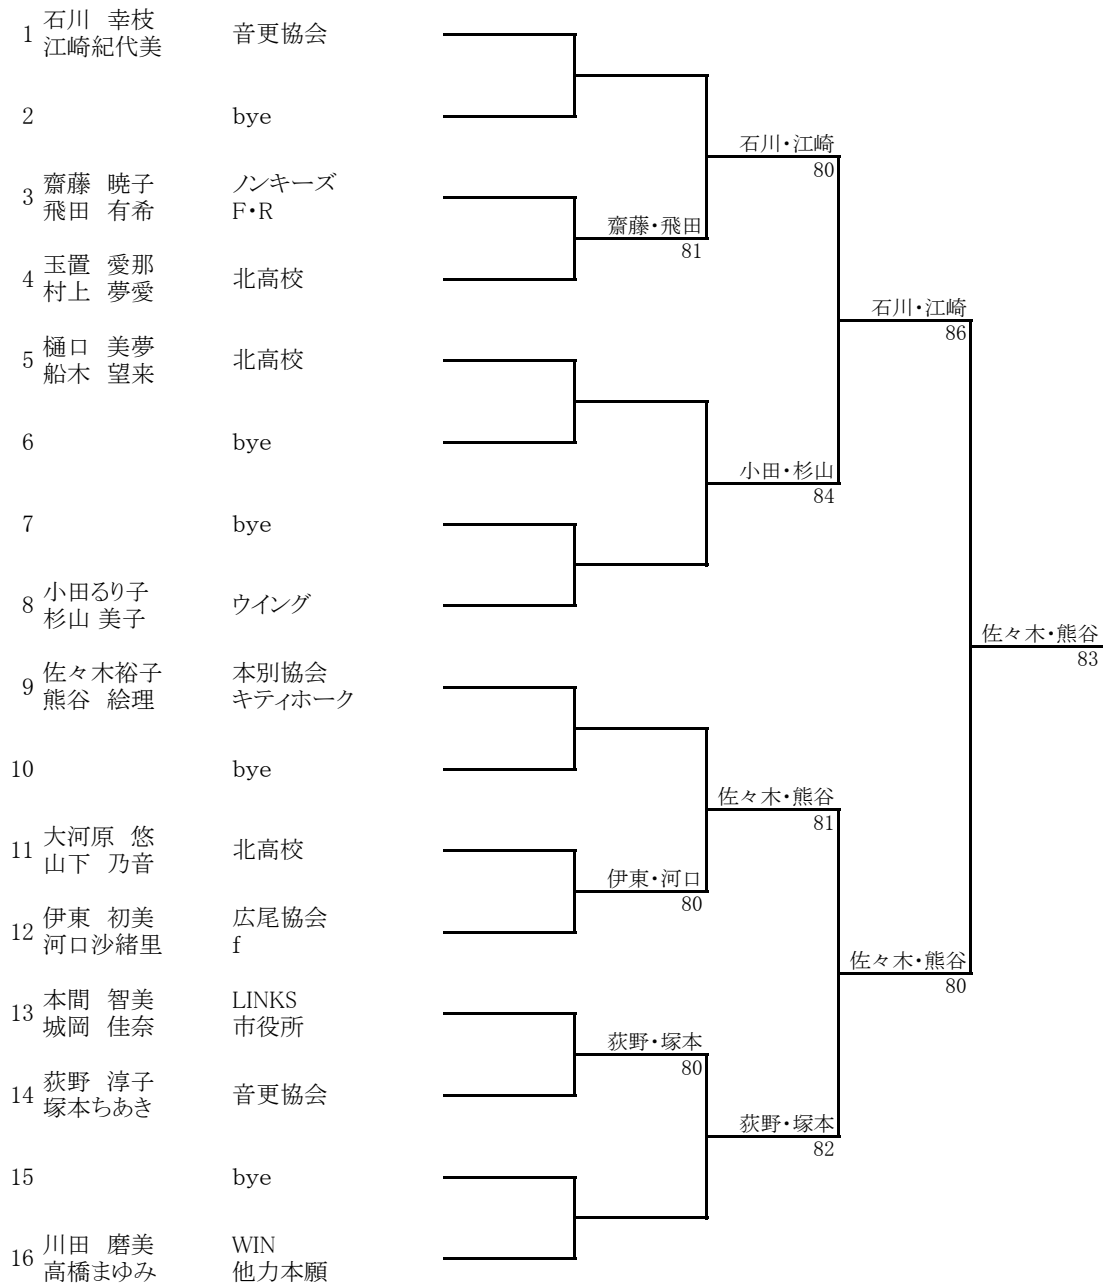 1 石川　幸枝 音更協会
江崎紀代美
2 bye
石川・江崎
80
3 齋藤　暁子 ノンキーズ
飛田　有希 F・R
齋藤・飛田
81
4 玉置　愛那 北高校
村上　夢愛
石川・江崎
86
5 樋口　美夢 北高校
船木　望来
6 bye
小田・杉山
84
7 bye
8 小田るり子 ウイング
杉山 美子
佐々木・熊谷
83
9 佐々木裕子 本別協会
熊谷　絵理 キティホーク
10 bye
佐々木・熊谷
81
11 大河原　悠 北高校
山下　乃音
伊東・河口
80
12 伊東　初美 広尾協会
河口沙緒里 f
佐々木・熊谷
80
13 本間　智美 LINKS
城岡　佳奈 市役所
荻野・塚本
80
14 荻野　淳子 音更協会
塚本ちあき
荻野・塚本
82
15 bye
16 川田　磨美 WIN
高橋まゆみ 他力本願